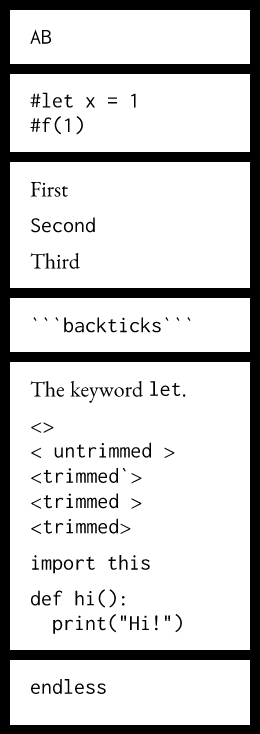 AB
#let x = 1
#f(1)
First
Second
Third
```backticks```
The keyword let.
<>
< untrimmed >
<trimmed`>
<trimmed >
<trimmed>
import this
def hi():
  print("Hi!")
endless